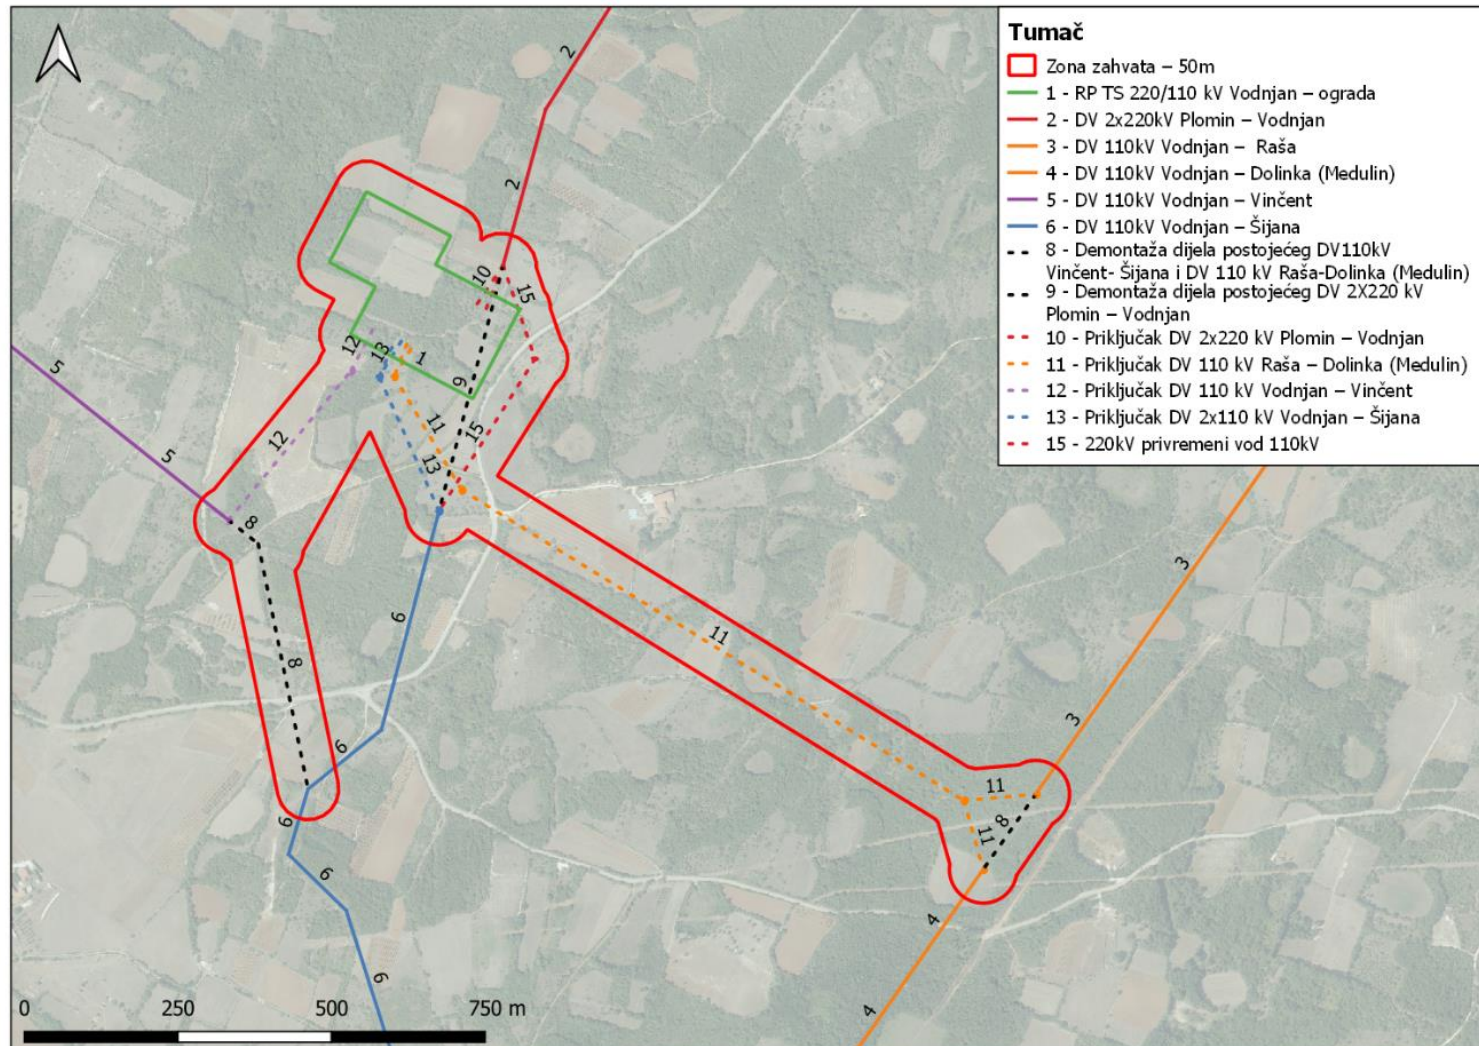 Tumač
Zona zahvata – 50m
1 - RP TS 220/110 kV Vodnjan – ograda
2 - DV 2x220kV Plomin – Vodnjan
3 - DV 110kV Vodnjan – Raša
4 - DV 110kV Vodnjan – Dolinka (Medulin)
5 - DV 110kV Vodnjan – Vinčent
6 - DV 110kV Vodnjan – Šijana
8 - Demontaža dijela postojećeg DV110kV
Vinčent- Šijana i DV 110 kV Raša-Dolinka (Medulin)
9 - Demontaža dijela postojećeg DV 2X220 kV
Plomin – Vodnjan
10 - Priključak DV 2x220 kV Plomin – Vodnjan
11 - Priključak DV 110 kV Raša – Dolinka (Medulin)
12 - Priključak DV 110 kV Vodnjan – Vinčent
13 - Priključak DV 2x110 kV Vodnjan – Šijana
15 - 220kV privremeni vod 110kV
2
2
10
15
12
13
1
5
9
11
15
12
13
5
8
3
6
11
8
3
6
11
8
11
6
4
6
6
4
0 250 500 750 m